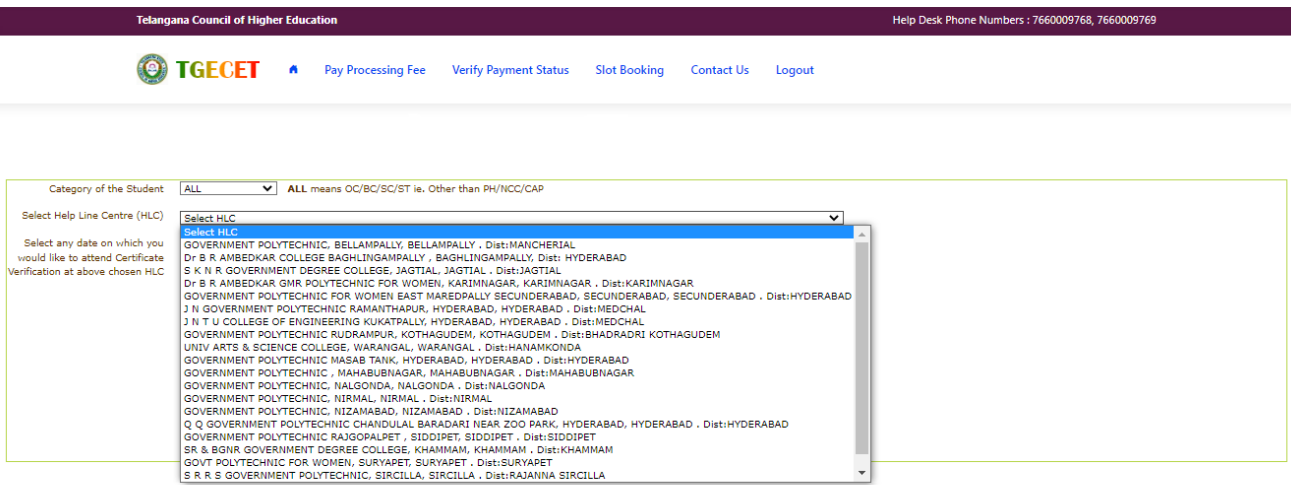 Telangana Council of Higher Education Help Desk Phone Numbers : 7660009768, 7660009769
TGECET Pay Processing Fee Verify Payment Status Slot Booking Contact Us Logout
Category of the Student ALL ALL means OC/BC/SC/ST ie. Other than PH/NCC/CAP
Select Help Line Centre (HLC) Select HLC
Select any date on which you
would like to attend Certificate
Verification at above chosen HLC
Select HLC
GOVERNMENT POLYTECHNIC, BELLAMPALLY, BELLAMPALLY . Dist:MANCHERIAL
Dr B R AMBEDKAR COLLEGE BAGHLINGAMPALLY , BAGHLINGAMPALLY, Dist: HYDERABAD
S K N R GOVERNMENT DEGREE COLLEGE, JAGTIAL, JAGTIAL . Dist:JAGTIAL
Dr B R AMBEDKAR GMR POLYTECHNIC FOR WOMEN, KARIMNAGAR, KARIMNAGAR . Dist:KARIMNAGAR
GOVERNMENT POLYTECHNIC FOR WOMEN EAST MAREDPALLY SECUNDERABAD, SECUNDERABAD, SECUNDERABAD . Dist:HYDERABAD
J N GOVERNMENT POLYTECHNIC RAMANTHAPUR, HYDERABAD, HYDERABAD . Dist:MEDCHAL
J N T U COLLEGE OF ENGINEERING KUKATPALLY, HYDERABAD, HYDERABAD . Dist:MEDCHAL
GOVERNMENT POLYTECHNIC RUDRAMPUR, KOTHAGUDEM, KOTHAGUDEM . Dist:BHADRADRI KOTHAGUDEM
UNIV ARTS & SCIENCE COLLEGE, WARANGAL, WARANGAL . Dist:HANAMKONDA
GOVERNMENT POLYTECHNIC MASAB TANK, HYDERABAD, HYDERABAD . Dist:HYDERABAD
GOVERNMENT POLYTECHNIC , MAHABUBNAGAR, MAHABUBNAGAR . Dist:MAHABUBNAGAR
GOVERNMENT POLYTECHNIC, NALGONDA, NALGONDA . Dist:NALGONDA
GOVERNMENT POLYTECHNIC, NIRMAL, NIRMAL . Dist:NIRMAL
GOVERNMENT POLYTECHNIC, NIZAMABAD, NIZAMABAD . Dist:NIZAMABAD
Q Q GOVERNMENT POLYTECHNIC CHANDULAL BARADARI NEAR ZOO PARK, HYDERABAD, HYDERABAD . Dist:HYDERABAD
GOVERNMENT POLYTECHNIC RAJGOPALPET , SIDDIPET, SIDDIPET . Dist:SIDDIPET
SR & BGNR GOVERNMENT DEGREE COLLEGE, KHAMMAM, KHAMMAM . Dist:KHAMMAM
GOVT POLYTECHNIC FOR WOMEN, SURYAPET, SURYAPET . Dist:SURYAPET
S R R S GOVERNMENT POLYTECHNIC, SIRCILLA, SIRCILLA . Dist:RAJANNA SIRCILLA